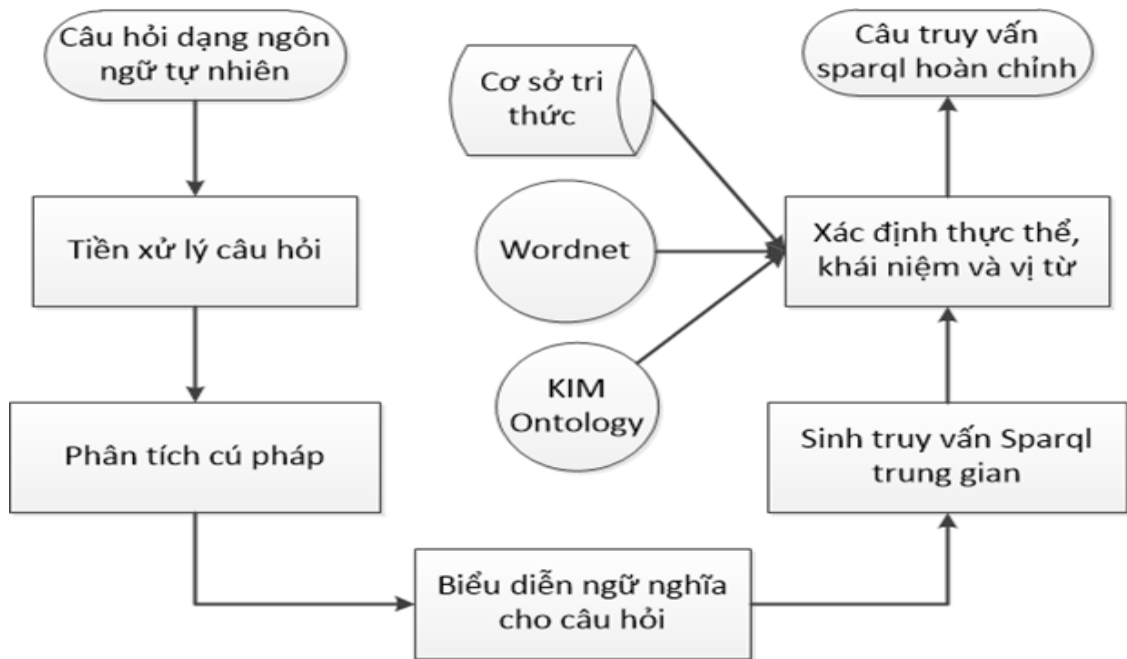 Câu hỏi dạng ngôn
ngữ tự nhiên
Tiền xử lý câu hỏi
Phân tích cú pháp
Biểu diễn ngữ nghĩa
cho câu hỏi
Cơ sở tri
thức
Wordnet
KIM
Ontology
Sinh truy vấn Sparql
trung gian
Xác định thực thể,
khái niệm và vị từ
Câu truy vấn
sparql hoàn chỉnh